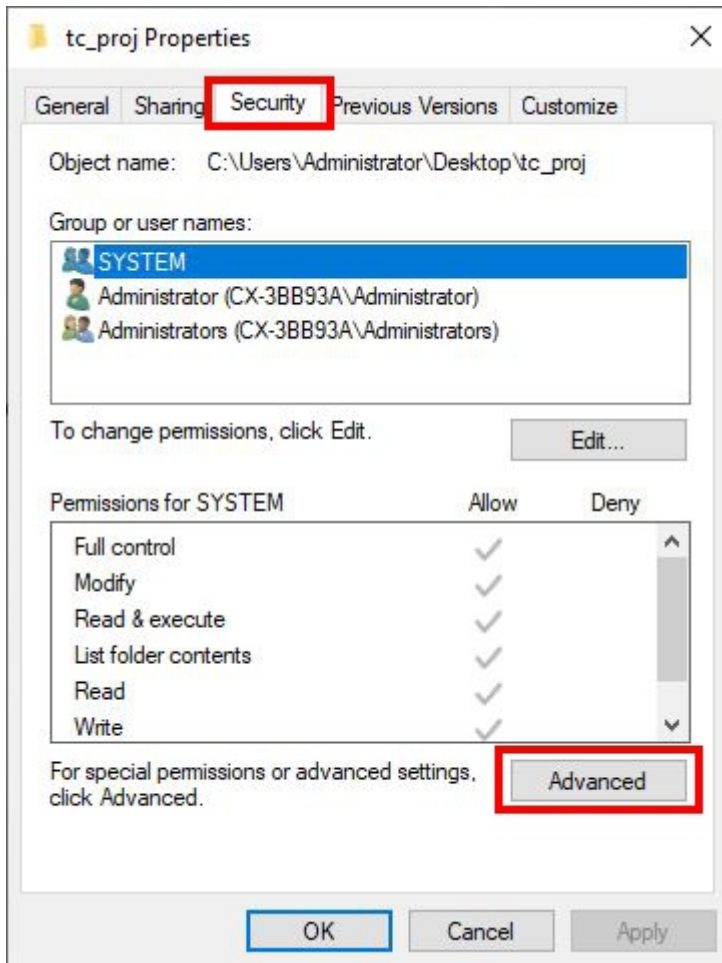 tc_proj Properties
General Sharing Security Previous Versions Customize
Object name: C:\Users\Administrator\Desktop\tc_proj
Group or user names:
SYSTEM
Administrator (CX-3BB93A\Administrator)
Administrators (CX-3BB93A\Administrators)
To change permissions, click Edit.
Edit...
Permissions for SYSTEM Allow Deny
Full control
Modify
Read & execute
List folder contents
Read
Write
For special permissions or advanced settings,
click Advanced.
Advanced
OK Cancel Apply